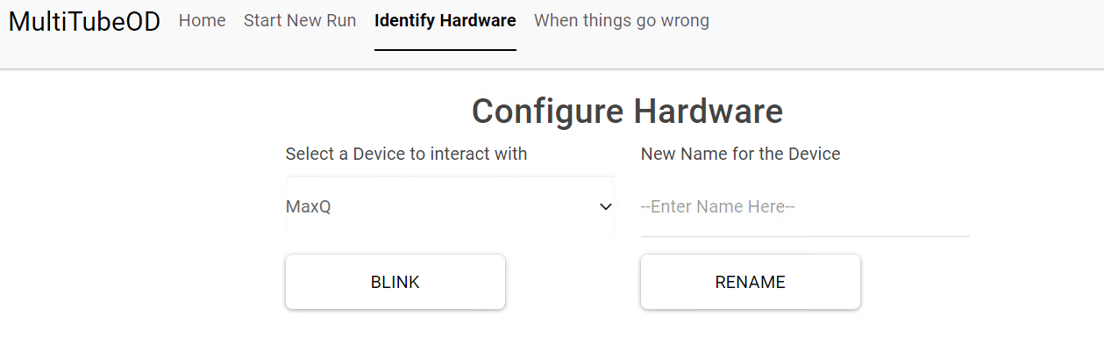 MultiTubeOD Home Start New Run Identify Hardware When things go wrong
Configure Hardware
Select a Device to interact with New Name for the Device
MaxQ --Enter Name Here--
BLINK RENAME